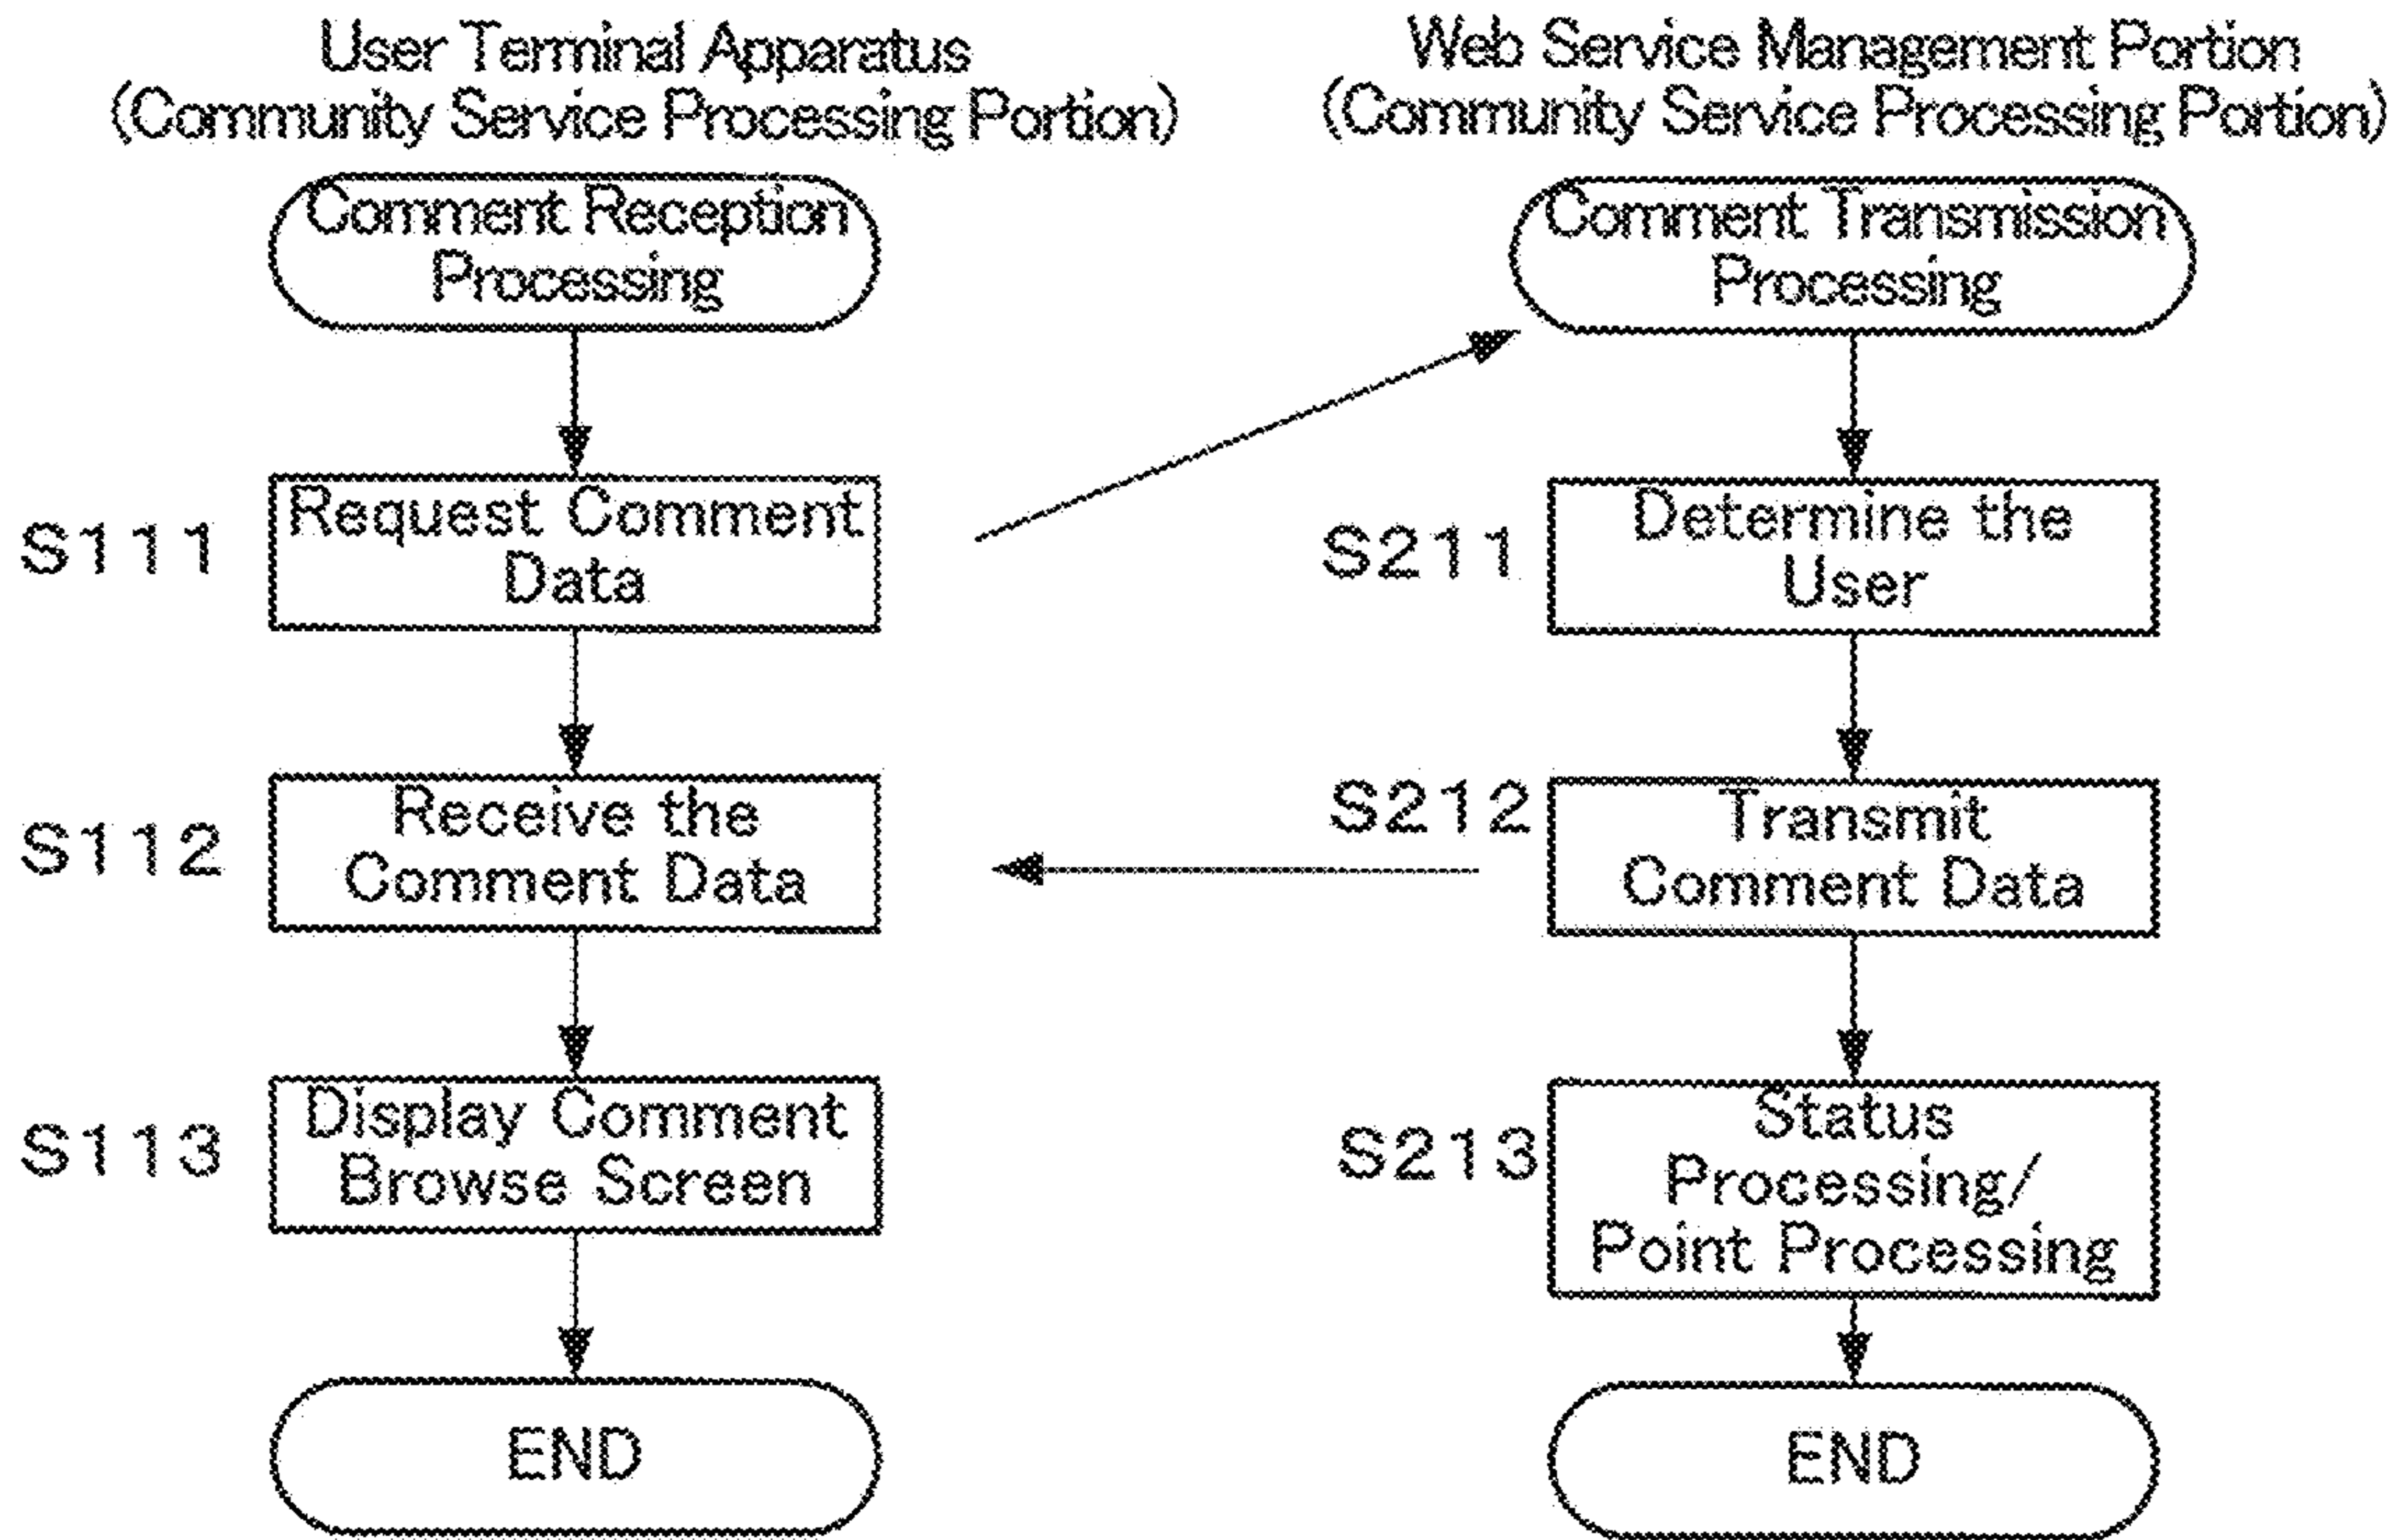 User Terminal Apparatus
(Community Service Processing Portion)
Comment Reception
Processing
S111
Request Comment
Data
S112
Receive the
Comment Data
S113
Display Comment
Browse Screen
END
Web Service Management Portion
(Community Service Processing Portion)
Comment Transmission
Processing
S211
Determine the
User
S212
Transmit
Comment Data
S213
Status
Processing/
Point Processing
END